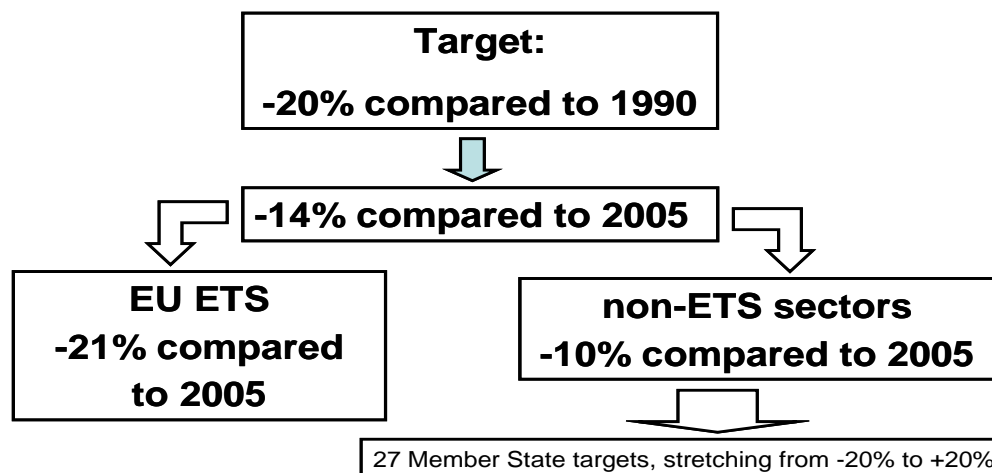 Target:
-20% compared to 1990
-14% compared to 2005
EU ETS
-21% compared
to 2005
non-ETS sectors
-10% compared to 2005
27 Member State targets, stretching from -20% to +20%